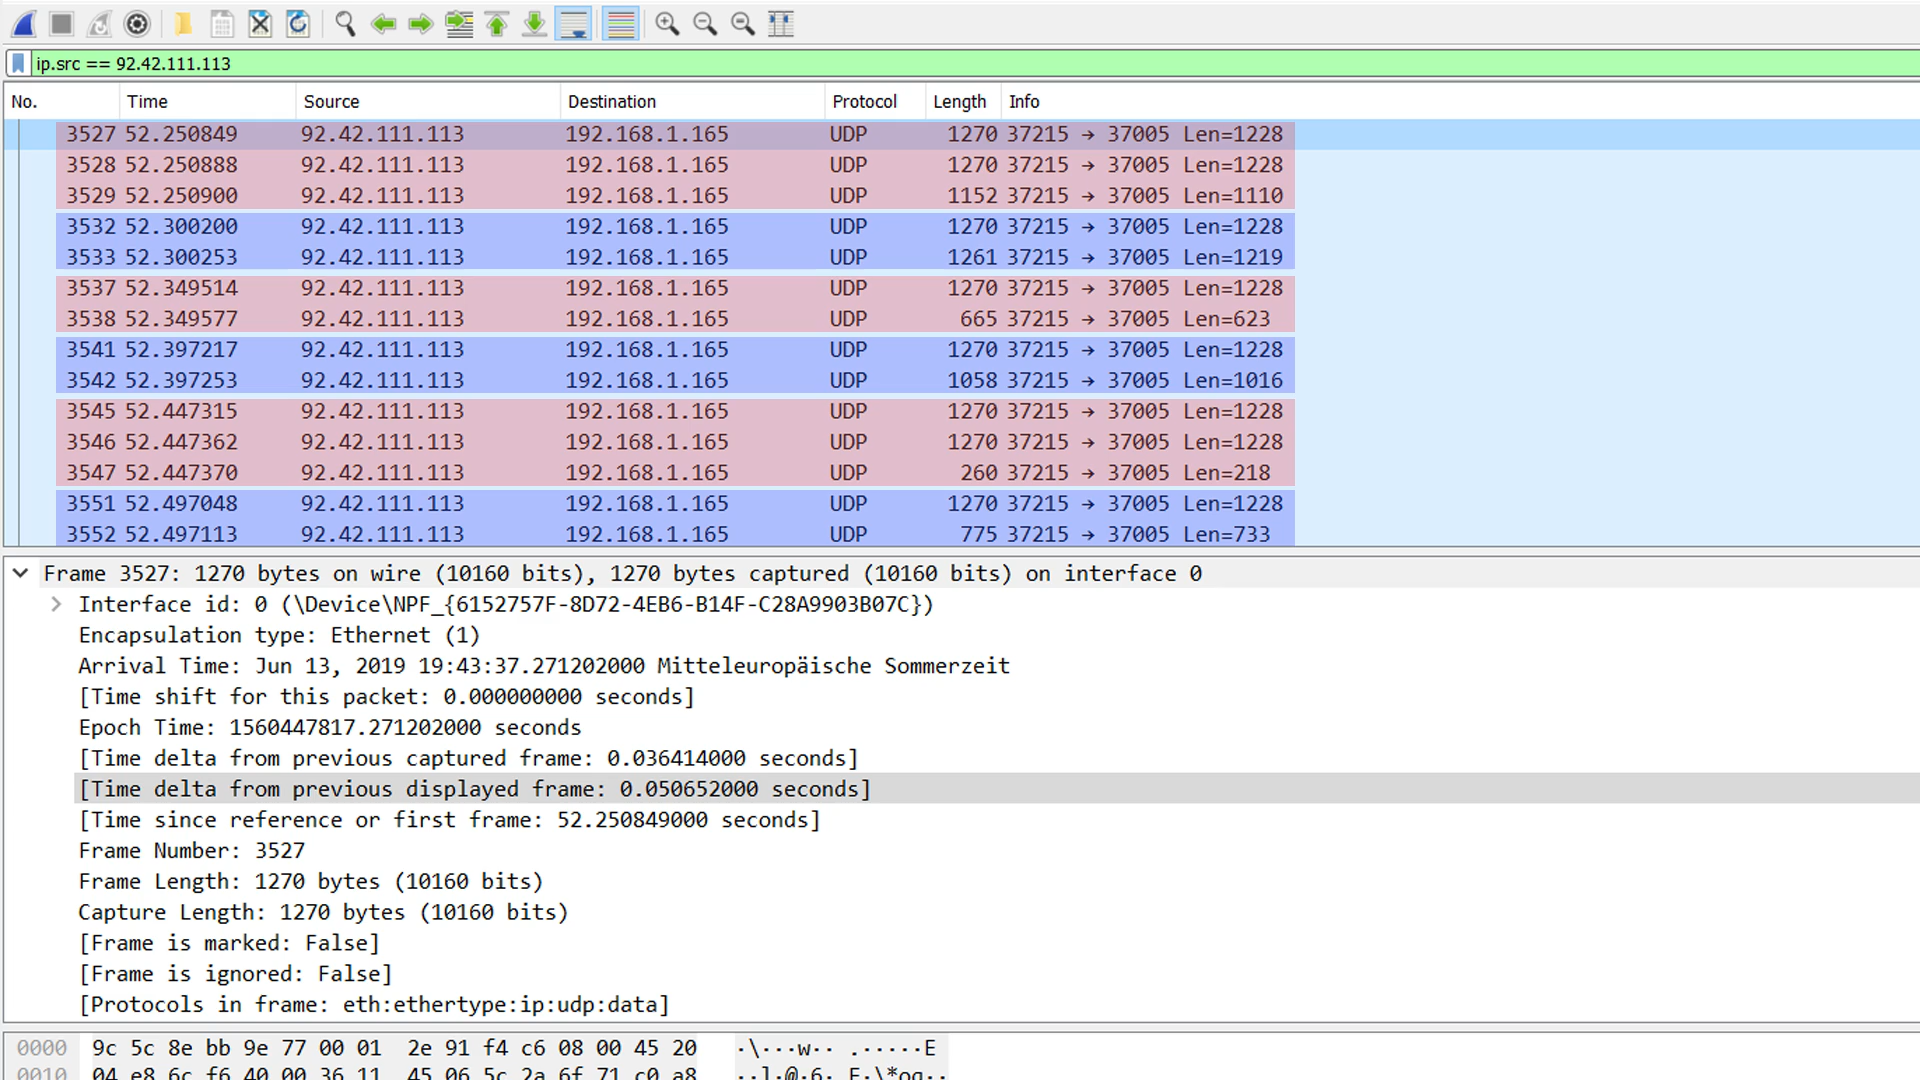 ip.src == 92.42.111.113
No. Time Source Destination Protocol Length Info
3527 52.250849 92.42.111.113 192.168.1.165 UDP 1270 37215 → 37005 Len=1228
3528 52.250888 92.42.111.113 192.168.1.165 UDP 1270 37215 → 37005 Len=1228
3529 52.250900 92.42.111.113 192.168.1.165 UDP 1152 37215 → 37005 Len=1110
3532 52.300200 92.42.111.113 192.168.1.165 UDP 1270 37215 → 37005 Len=1228
3533 52.300253 92.42.111.113 192.168.1.165 UDP 1261 37215 → 37005 Len=1219
3537 52.349514 92.42.111.113 192.168.1.165 UDP 1270 37215 → 37005 Len=1228
3538 52.349577 92.42.111.113 192.168.1.165 UDP 665 37215 → 37005 Len=623
3541 52.397217 92.42.111.113 192.168.1.165 UDP 1270 37215 → 37005 Len=1228
3542 52.397253 92.42.111.113 192.168.1.165 UDP 1058 37215 → 37005 Len=1016
3545 52.447315 92.42.111.113 192.168.1.165 UDP 1270 37215 → 37005 Len=1228
3546 52.447362 92.42.111.113 192.168.1.165 UDP 1270 37215 → 37005 Len=1228
3547 52.447370 92.42.111.113 192.168.1.165 UDP 260 37215 → 37005 Len=218
3551 52.497048 92.42.111.113 192.168.1.165 UDP 1270 37215 → 37005 Len=1228
3552 52.497113 92.42.111.113 192.168.1.165 UDP 775 37215 → 37005 Len=733
Frame 3527: 1270 bytes on wire (10160 bits), 1270 bytes captured (10160 bits) on interface 0
Interface id: 0 (\Device\NPF_{6152757F-8D72-4EB6-B14F-C28A9903B07C})
Encapsulation type: Ethernet (1)
Arrival Time: Jun 13, 2019 19:43:37.271202000 Mitteleuropäische Sommerzeit
[Time shift for this packet: 0.000000000 seconds]
Epoch Time: 1560447817.271202000 seconds
[Time delta from previous captured frame: 0.036414000 seconds]
[Time delta from previous displayed frame: 0.050652000 seconds]
[Time since reference or first frame: 52.250849000 seconds]
Frame Number: 3527
Frame Length: 1270 bytes (10160 bits)
Capture Length: 1270 bytes (10160 bits)
[Frame is marked: False]
[Frame is ignored: False]
[Protocols in frame: eth:ethertype:ip:udp:data]
0000 9c 5c 8e bb 9e 77 00 01 2e 91 f4 c6 08 00 45 20 ·\···w·· .·····E
0010 04 e8 6c f6 40 00 36 11 45 06 5c 2a 6f 71 c0 a8 ··l·@·6· E·\*oq··